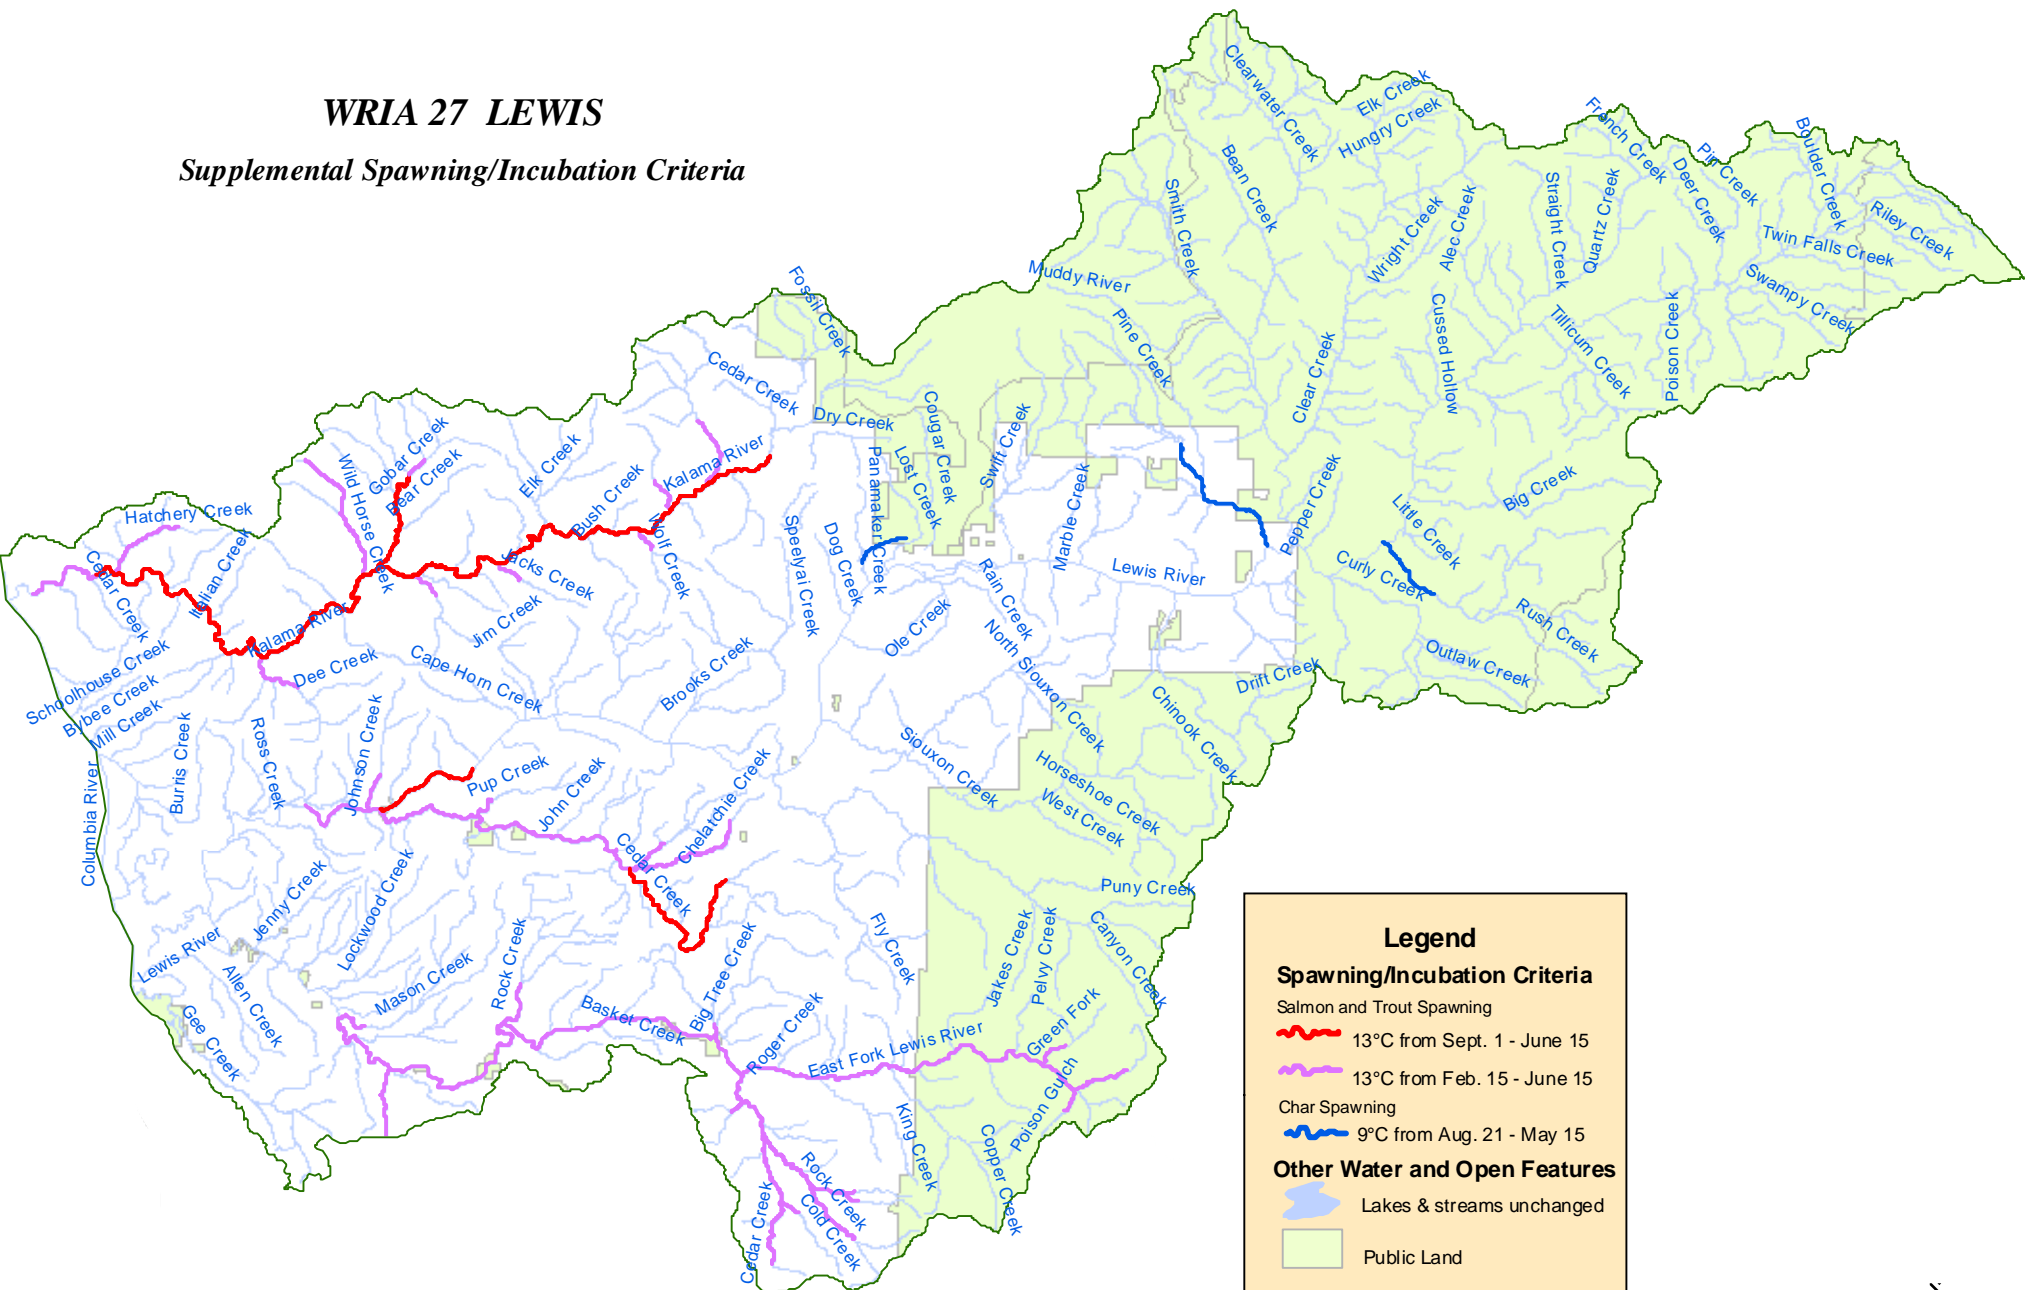 WRIA 27 LEWIS
Supplemental Spawning/Incubation Criteria
Clearwater Creek
Elk Creek
Hungry Creek
French Creek
Pin Creek
Boulder Creek
Bean Creek
Deer Creek
Smith Creek
Straight Creek
Quartz Creek
Riley Creek
Wright Creek
Alec Creek
Twin Falls Creek
Muddy River
Swampy Creek
Fossil Creek
Pine Creek
Cussed Hollow
Tillicum Creek
Poison Creek
Clear Creek
Cedar Creek
Dry Creek
Cougar Creek
Swift Creek
Gobar Creek
Bear Creek
Wild Horse Creek
Elk Creek
Bush Creek
Kalama River
Panamaker Creek
Lost Creek
Marble Creek
Pepper Creek
Little Creek
Big Creek
Hatchery Creek
Italian Creek
Cedar Creek
Jacks Creek
Wolf Creek
Speelyai Creek
Dog Creek
Rain Creek
Lewis River
Curly Creek
Rush Creek
Kalama River
Jim Creek
Ole Creek
North Siouxon Creek
Schoolhouse Creek
Bybee Creek
Mill Creek
Dee Creek
Cape Horn Creek
Brooks Creek
Drift Creek
Outlaw Creek
Chinook Creek
Burris Creek
Ross Creek
Johnson Creek
Pup Creek
John Creek
Chelatchie Creek
Siouxon Creek
Horseshoe Creek
West Creek
Columbia River
Cedar Creek
Puny Creek
Jenny Creek
Lockwood Creek
Lewis River
Allen Creek
Mason Creek
Rock Creek
Big Tree Creek
Fly Creek
Jakes Creek
Pelvy Creek
Canyon Creek
Gee Creek
Basket Creek
Roger Creek
East Fork Lewis River
Green Fork
Poison Gulch
King Creek
Copper Creek
Rock Creek
Cold Creek
Cedar Creek
Legend
Spawning/Incubation Criteria
Salmon and Trout Spawning
13°C from Sept. 1 - June 15
13°C from Feb. 15 - June 15
Char Spawning
9°C from Aug. 21 - May 15
Other Water and Open Features
Lakes & streams unchanged
Public Land